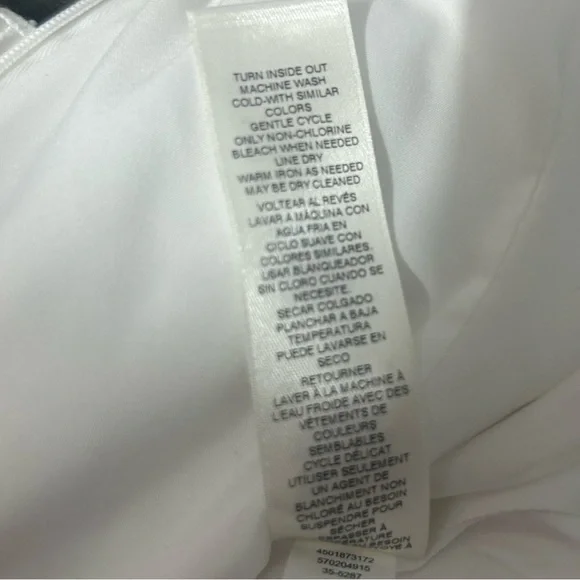 TURN INSIDE OUT
MACHINE WASH
COLD-WITH SIMILAR
COLORS
GENTLE CYCLE
ONLY NON-CHLORINE
BLEACH WHEN NEEDED
LINE DRY
WARM IRON AS NEEDED
MAY BE DRY CLEANED
VOLTEAR AL REVÉS
LAVAR A MÁQUINA CON
AGUA FRIA EN
CICLO SUAVE CON
COLORES SIMILARES.
USAR BLANQUEADOR
SIN CLORO CUANDO SE
NECESITE.
SECAR COLGADO
PLANCHAR A BAJA
TEMPERATURA
PUEDE LAVARSE EN
SECO
RETOURNER
LAVER À LA MACHINE À
L'EAU FROIDE AVEC DES
VÊTEMENTS DE
COULEURS
SEMBLABLES
CYCLE DÉLICAT
UTILISER SEULEMENT
UN AGENT DE
BLANCHIMENT NON
CHLORÉ AU BESOIN
SUSPENDRE POUR
SÉCHER
BESOIN
4501873172
570204915
35-5287